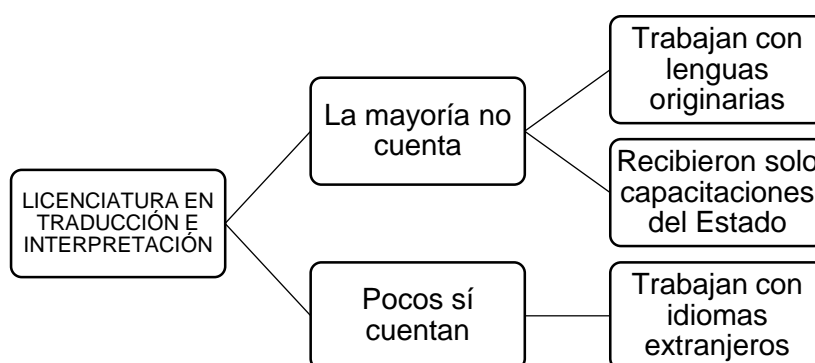 LICENCIATURA EN
TRADUCCIÓN E
INTERPRETACIÓN
La mayoría no
cuenta
Trabajan con
lenguas
originarias
Recibieron solo
capacitaciones
del Estado
Pocos sí
cuentan
Trabajan con
idiomas
extranjeros